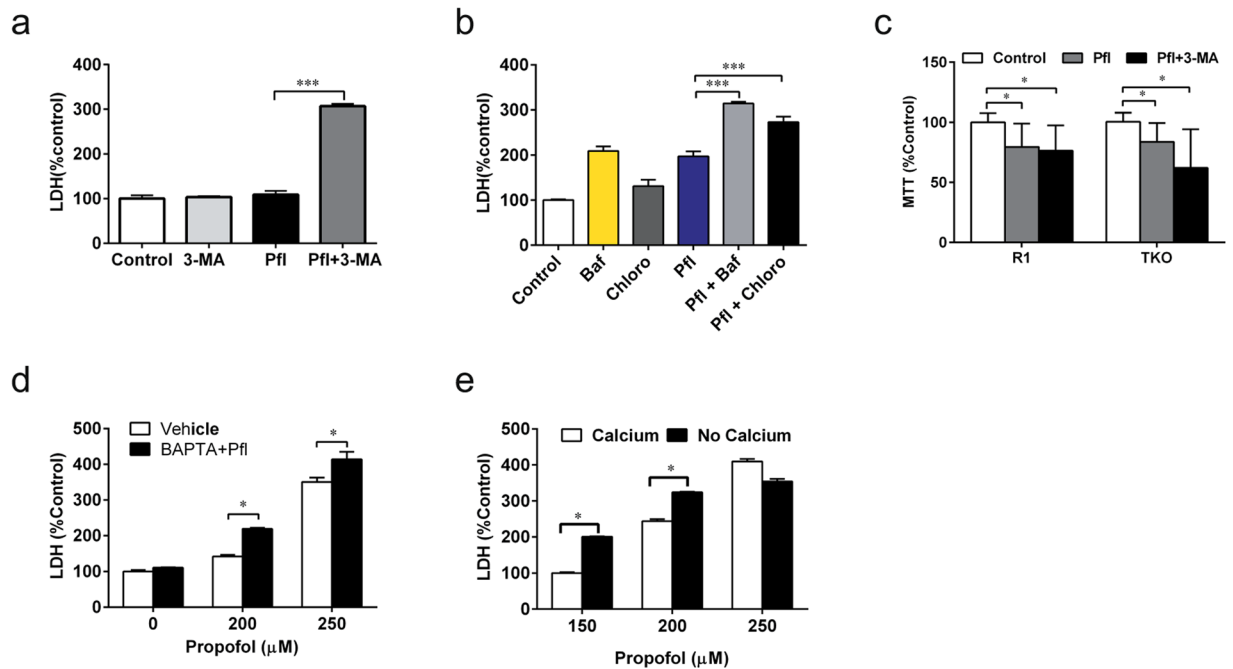 a
LDH(%control)
400
300
200
100
0
***
Control 3-MA Pfl Pfl+3-MA
b
LDH(%control)
400
300
200
100
0
***
***
Control Baf Chloro Pfl Pfl + Baf Pfl + Chloro
c
Control Pfl Pfl+3-MA
MTT (%Control)
150
100
50
0
* *
* *
R1 TKO
d
Vehicle
BAPTA+Pfl
LDH (%Control)
500
400
300
200
100
0
*
*
0 200 250
Propofol (μM)
e
Calcium No Calcium
LDH (%Control)
500
400
300
200
100
0
*
*
150 200 250
Propofol (μM)